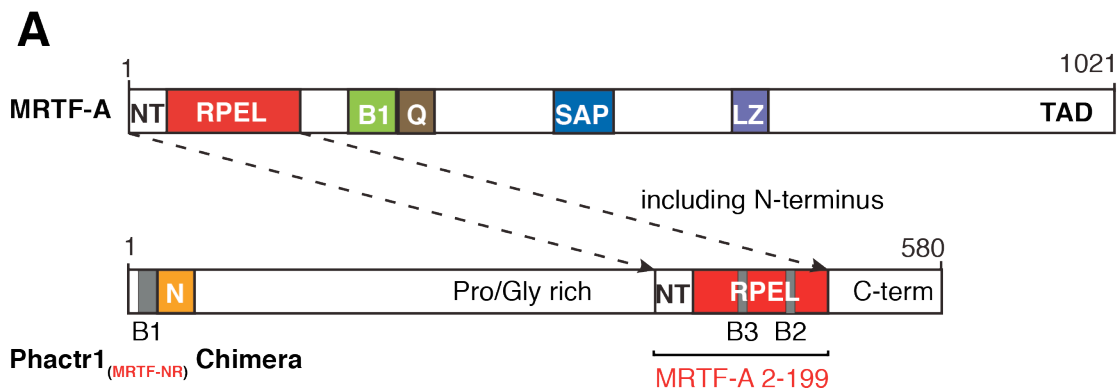 A
1 1021
MRTF-A NT RPEL B1 Q SAP LZ TAD
including N-terminus
1 580
N Pro/Gly rich NT RPEL C-term
B1 B3 B2
Phactr1(MRTF-NR) Chimera
MRTF-A 2-199